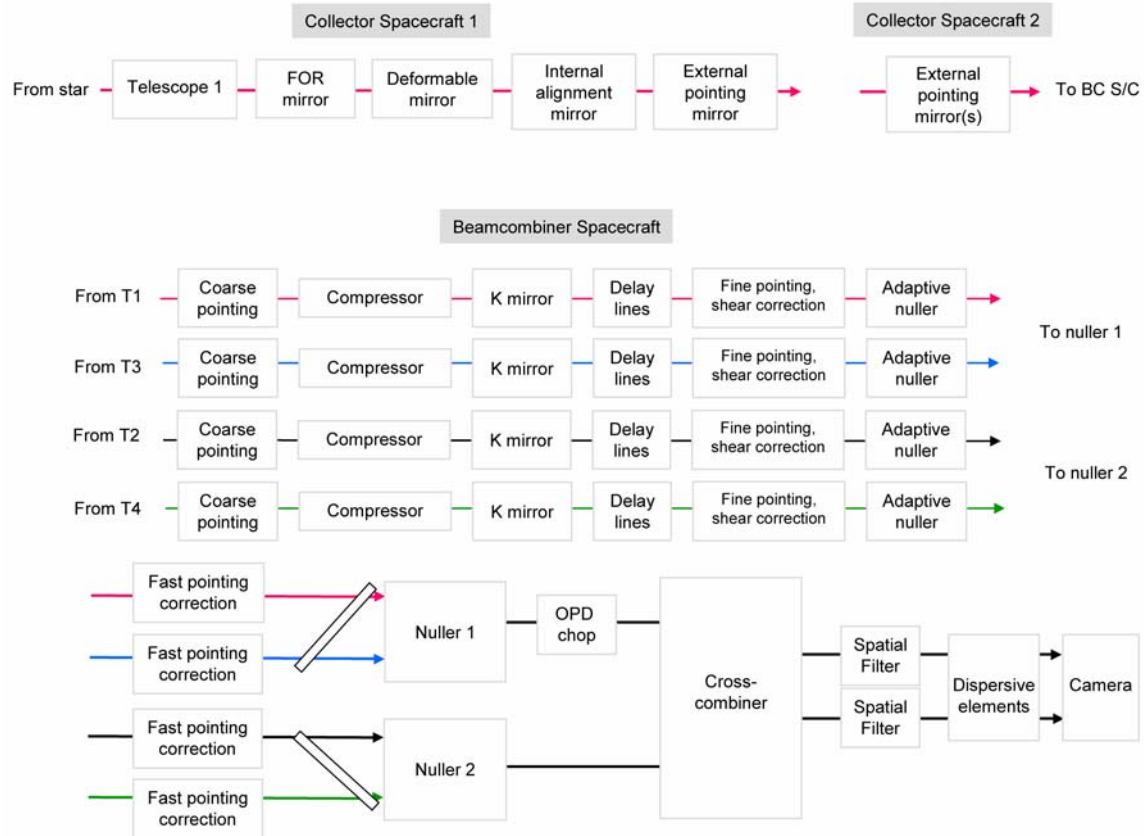 Collector Spacecraft 1
Collector Spacecraft 2
From star
Telescope 1
FOR
mirror
Deformable
mirror
Internal
alignment
mirror
External
pointing
mirror
External
pointing
mirror(s)
To BC S/C
Beamcombiner Spacecraft
From T1
Coarse
pointing
Compressor
K mirror
Delay
lines
Fine pointing,
shear correction
Adaptive
nuller
From T3
Coarse
pointing
Compressor
K mirror
Delay
lines
Fine pointing,
shear correction
Adaptive
nuller
To nuller 1
From T2
Coarse
pointing
Compressor
K mirror
Delay
lines
Fine pointing,
shear correction
Adaptive
nuller
From T4
Coarse
pointing
Compressor
K mirror
Delay
lines
Fine pointing,
shear correction
Adaptive
nuller
To nuller 2
Fast pointing
correction
Fast pointing
correction
Nuller 1
OPD
chop
Fast pointing
correction
Fast pointing
correction
Nuller 2
Cross-
combiner
Spatial
Filter
Spatial
Filter
Dispersive
elements
Camera